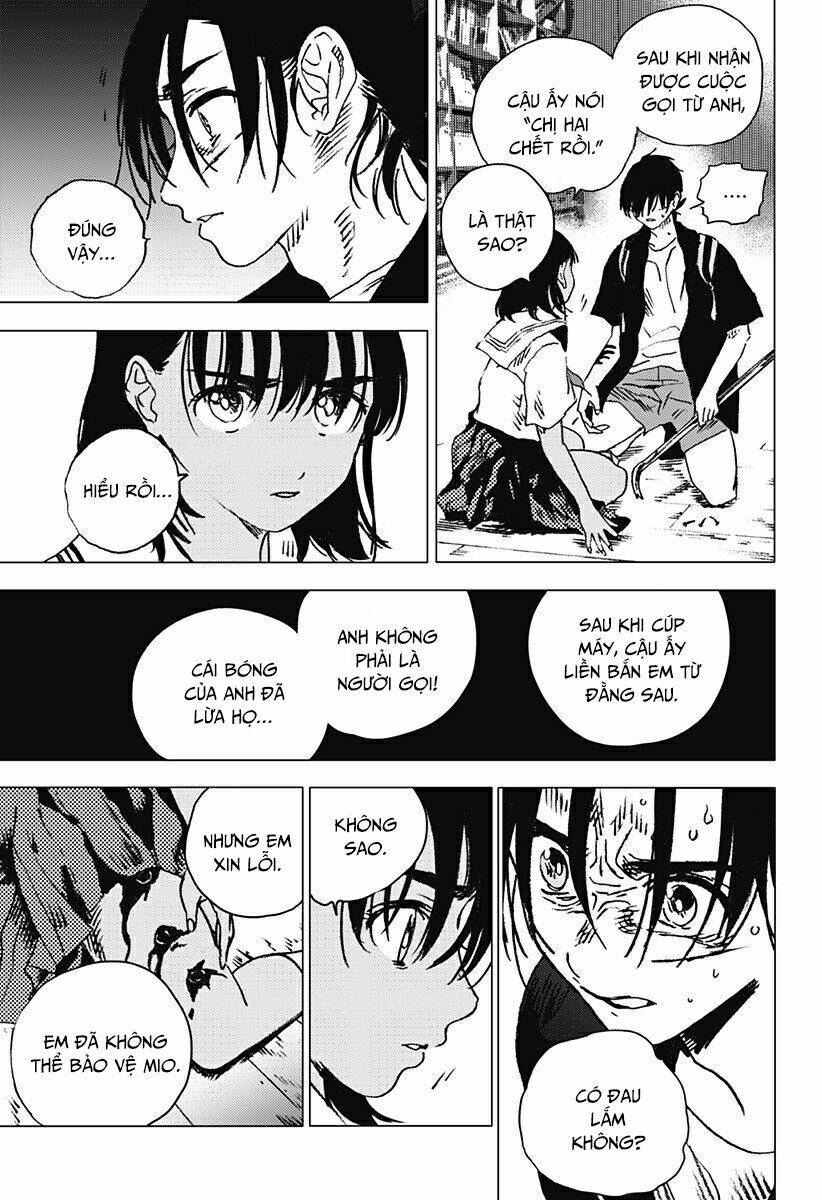 SAU KHI NHẬN
ĐƯỢC CUỘC
GỌI TỪ ANH,
CẬU ẤY NÓI
"CHỊ HAI
CHẾT RỒI."
LÀ THẬT
SAO?
....
ĐÚNG
VẬY...
HIỂU RỒI...
SAU KHI CÚP
MÁY, CẬU ẤY
LIỀN BẮN EM TỪ
ĐẰNG SAU.
ANH KHÔNG
PHẢI LÀ
NGƯỜI GỌI!
CÁI BÓNG
CỦA ANH ĐÃ
LỪA HỌ...
CÓ ĐAU
LẮM
KHÔNG?
KHÔNG
SAO.
NHƯNG EM
XIN LỖI.
EM ĐÃ KHÔNG
THỂ BẢO VỆ MIO.